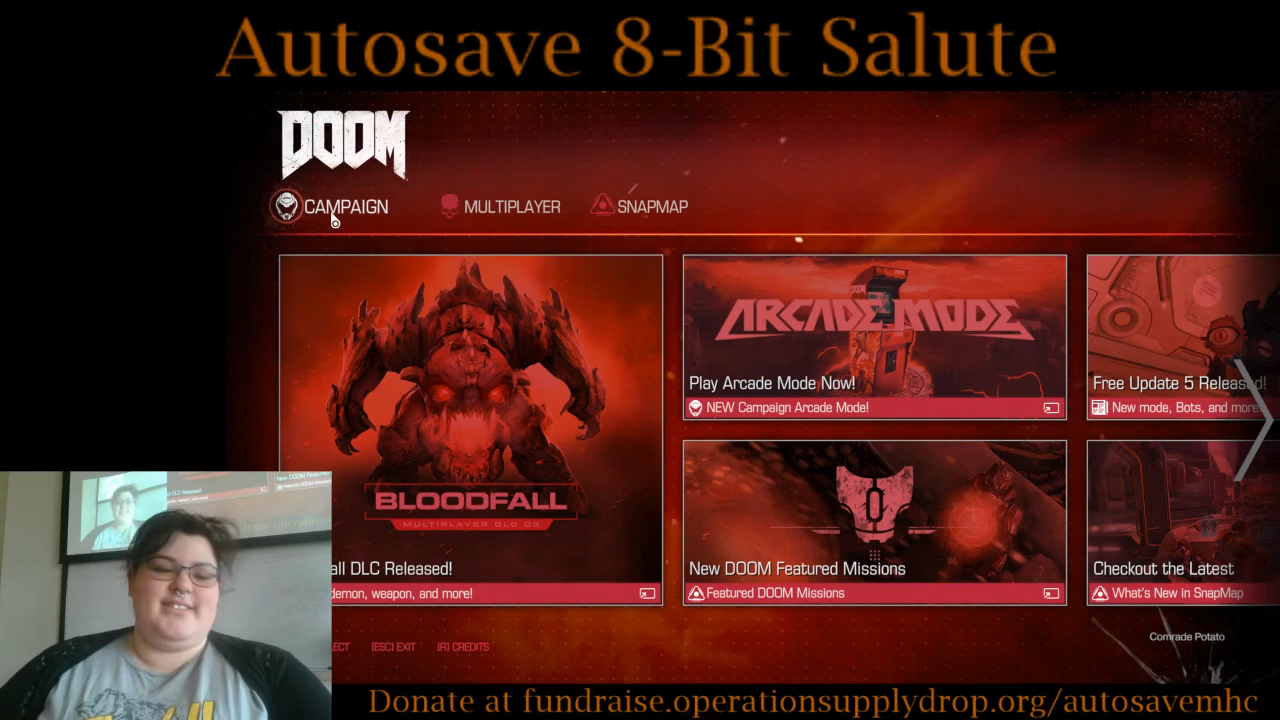 Autosave 8-Bit Salute
DOOM
CAMPAIGN
MULTIPLAYER
SNAPMAP
ARCADE MODE
Play Arcade Mode Now!
NEW Campaign Arcade Mode!
Free Update 5 Released!
New mode, Bots, and more
BLOODFALL
MULTIPLAYER DLC 03
all DLC Released!
demon, weapon, and more!
New DOOM Featured Missions
Featured DOOM Missions
Checkout the Latest
What's New in SnapMap
[ESC] EXIT
[R] CREDITS
Comrade Potato
Donate at fundraise.operationsupplydrop.org/autosavemhc